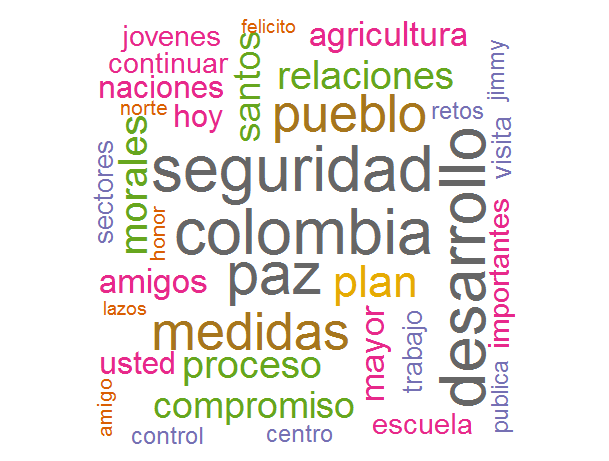 felicito
jovenes
santos
agricultura
continuar
relaciones
jimmy
naciones
norte
hoy
pueblo
retos
visita
morales
sectores
seguridad
desarrollo
honor
colombia
importantes
amigos
paz
plan
lazos
medidas
mayor
trabajo
usted
proceso
publica
amigo
compromiso
escuela
control
centro